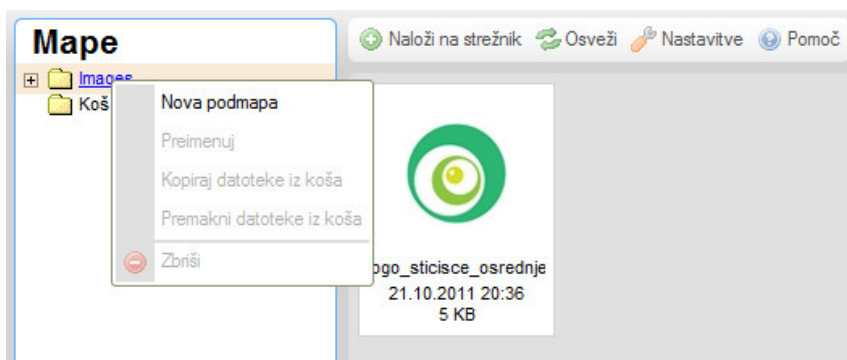 Mape
Naloži na strežnik Osveži Nastavitve Pomoč
Images
Koš
Nova podmapa
Preimenuj
Kopiraj datoteke iz koša
Premakni datoteke iz koša
Zbriši
ogo_sticisce_osrednje
21.10.2011 20:36
5 KB